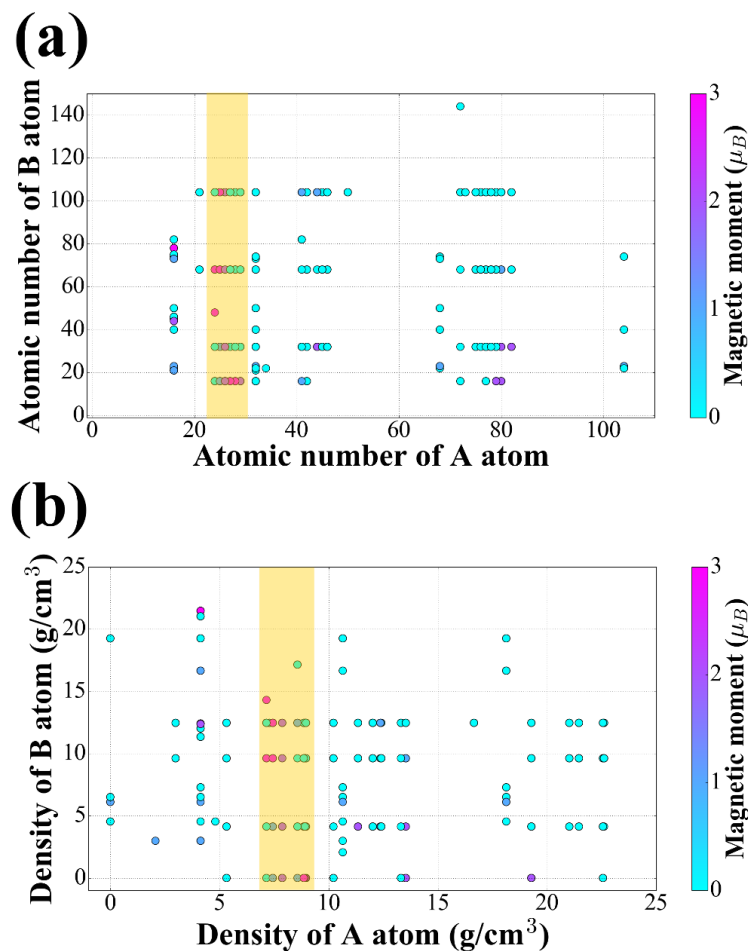 (a)
140
120
100
80
60
40
20
0
Atomic number of B atom
0 20 40 60 80 100
Atomic number of A atom
3
2
1
0
Magnetic moment (μ_B)
(b)
25
20
15
10
5
0
Density of B atom (g/cm³)
0 5 10 15 20 25
Density of A atom (g/cm³)
3
2
1
0
Magnetic moment (μ_B)